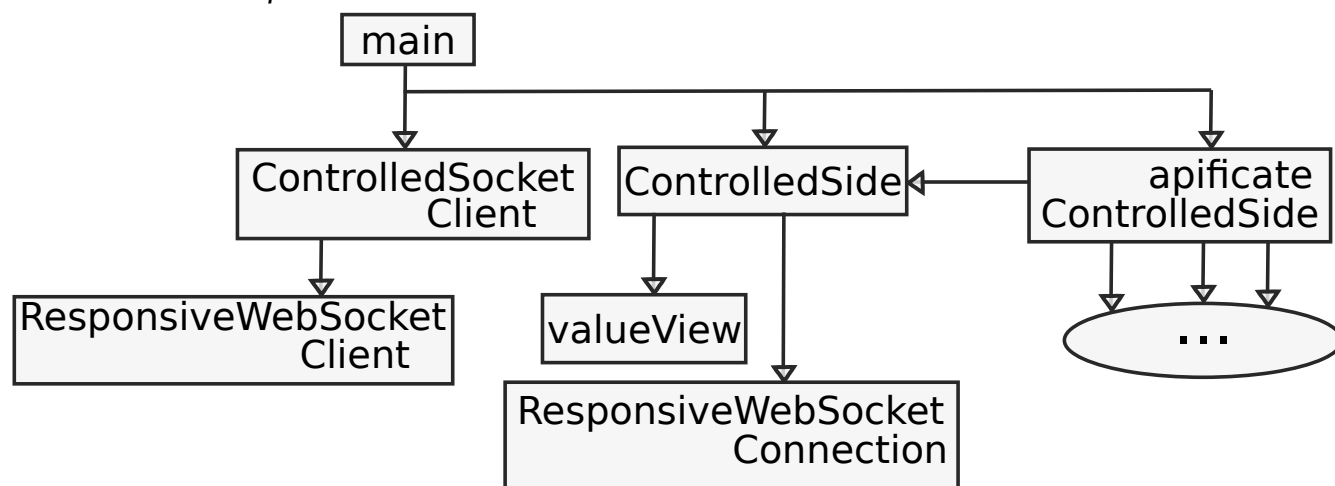 main
ControlledSocket
Client
ControlledSide
apificate
ControlledSide
ResponsiveWebSocket
Client
valueView
...
ResponsiveWebSocket
Connection